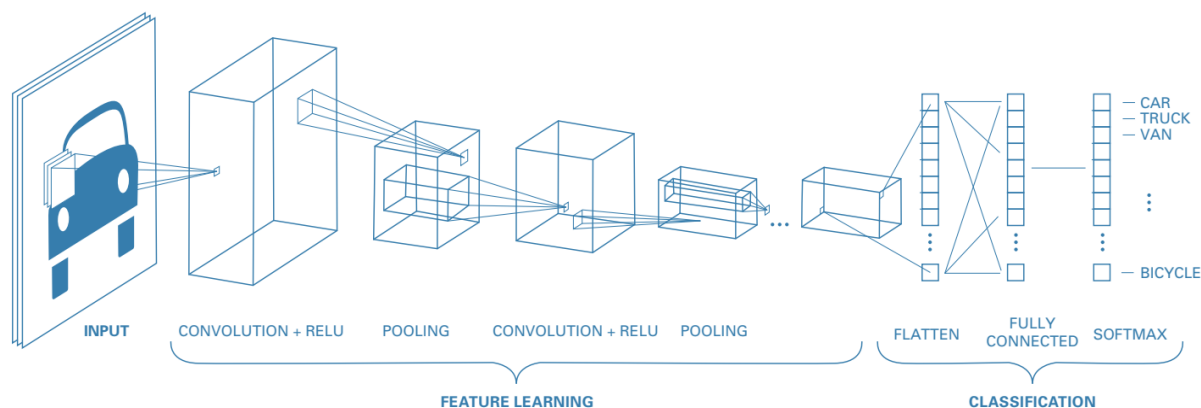 CAR
TRUCK
VAN
BICYCLE
INPUT
CONVOLUTION + RELU
POOLING
CONVOLUTION + RELU
POOLING
FLATTEN
FULLY
CONNECTED
SOFTMAX
FEATURE LEARNING
CLASSIFICATION